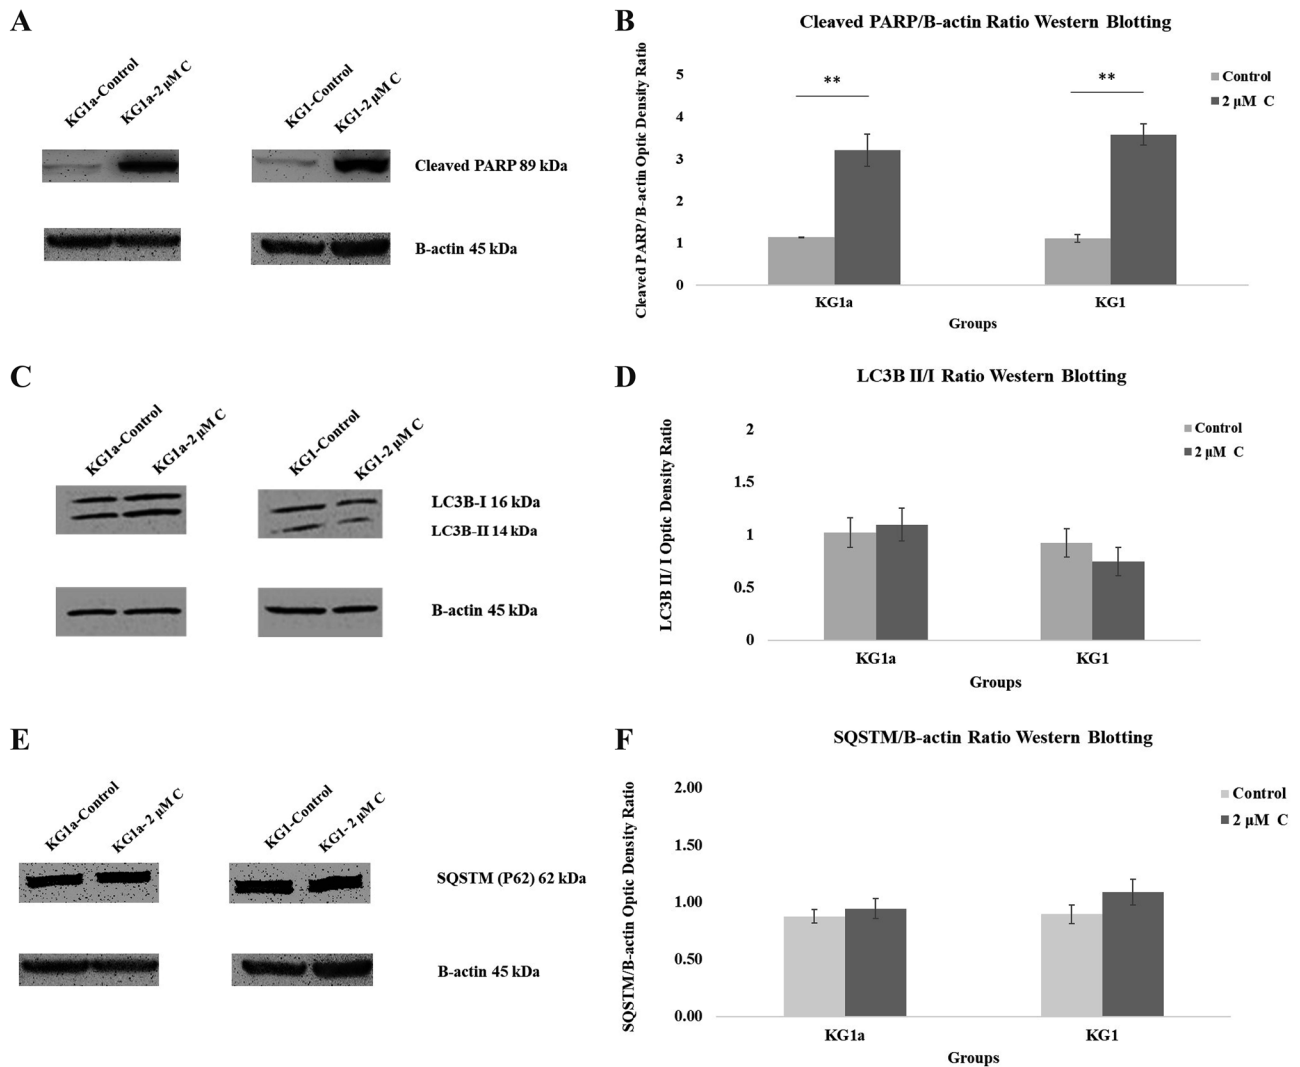 A
KG1a-Control
KG1a-2 μM C
KG1-Control
KG1-2 μM C
Cleaved PARP 89 kDa
B-actin 45 kDa
B
Cleaved PARP/B-actin Ratio Western Blotting
Cleaved PARP/ B-actin Optic Density Ratio
5
4
3
2
1
0
**
**
KG1a
KG1
Groups
Control
2 μM C
C
KG1a-Control
KG1a-2 μM C
KG1-Control
KG1-2 μM C
LC3B-I 16 kDa
LC3B-II 14 kDa
B-actin 45 kDa
D
LC3B II/I Ratio Western Blotting
LC3B II/ I Optic Density Ratio
2
1.5
1
0.5
0
KG1a
KG1
Groups
Control
2 μM C
E
KG1a-Control
KG1a-2 μM C
KG1-Control
KG1- 2 μM C
SQSTM (P62) 62 kDa
B-actin 45 kDa
F
SQSTM/B-actin Ratio Western Blotting
SQSTM/B-actin Optic Density Ratio
2.00
1.50
1.00
0.50
0.00
KG1a
KG1
Groups
Control
2 μM C